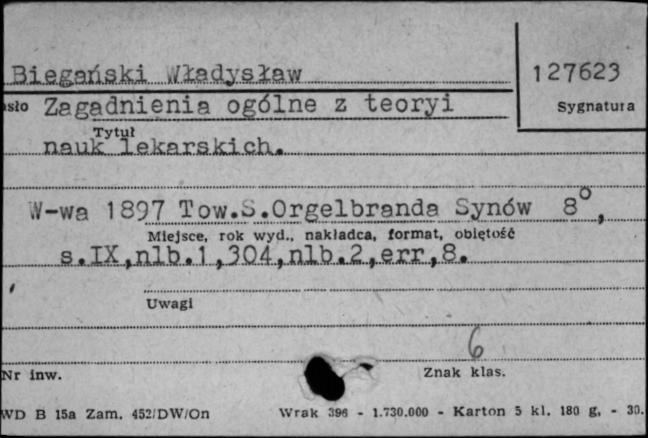 Biegański Władysław
127623
Zagadnienia ogólne z teoryi
Sygnatura
Tytuł
nauk lekarskich.
W-wa 1897 Tow.S.Orgelbranda Synów 8°,
Miejsce, rok wyd., nakładca, format, objętość
s.IX,nlb.1,304,nlb.2,err,8.
Uwagi
6
Nr inw.
Znak klas.
WD B 15a Zam. 452/DW/On Wrak 396 - 1.730.000 - Karton 5 kl. 180 g. - 30.